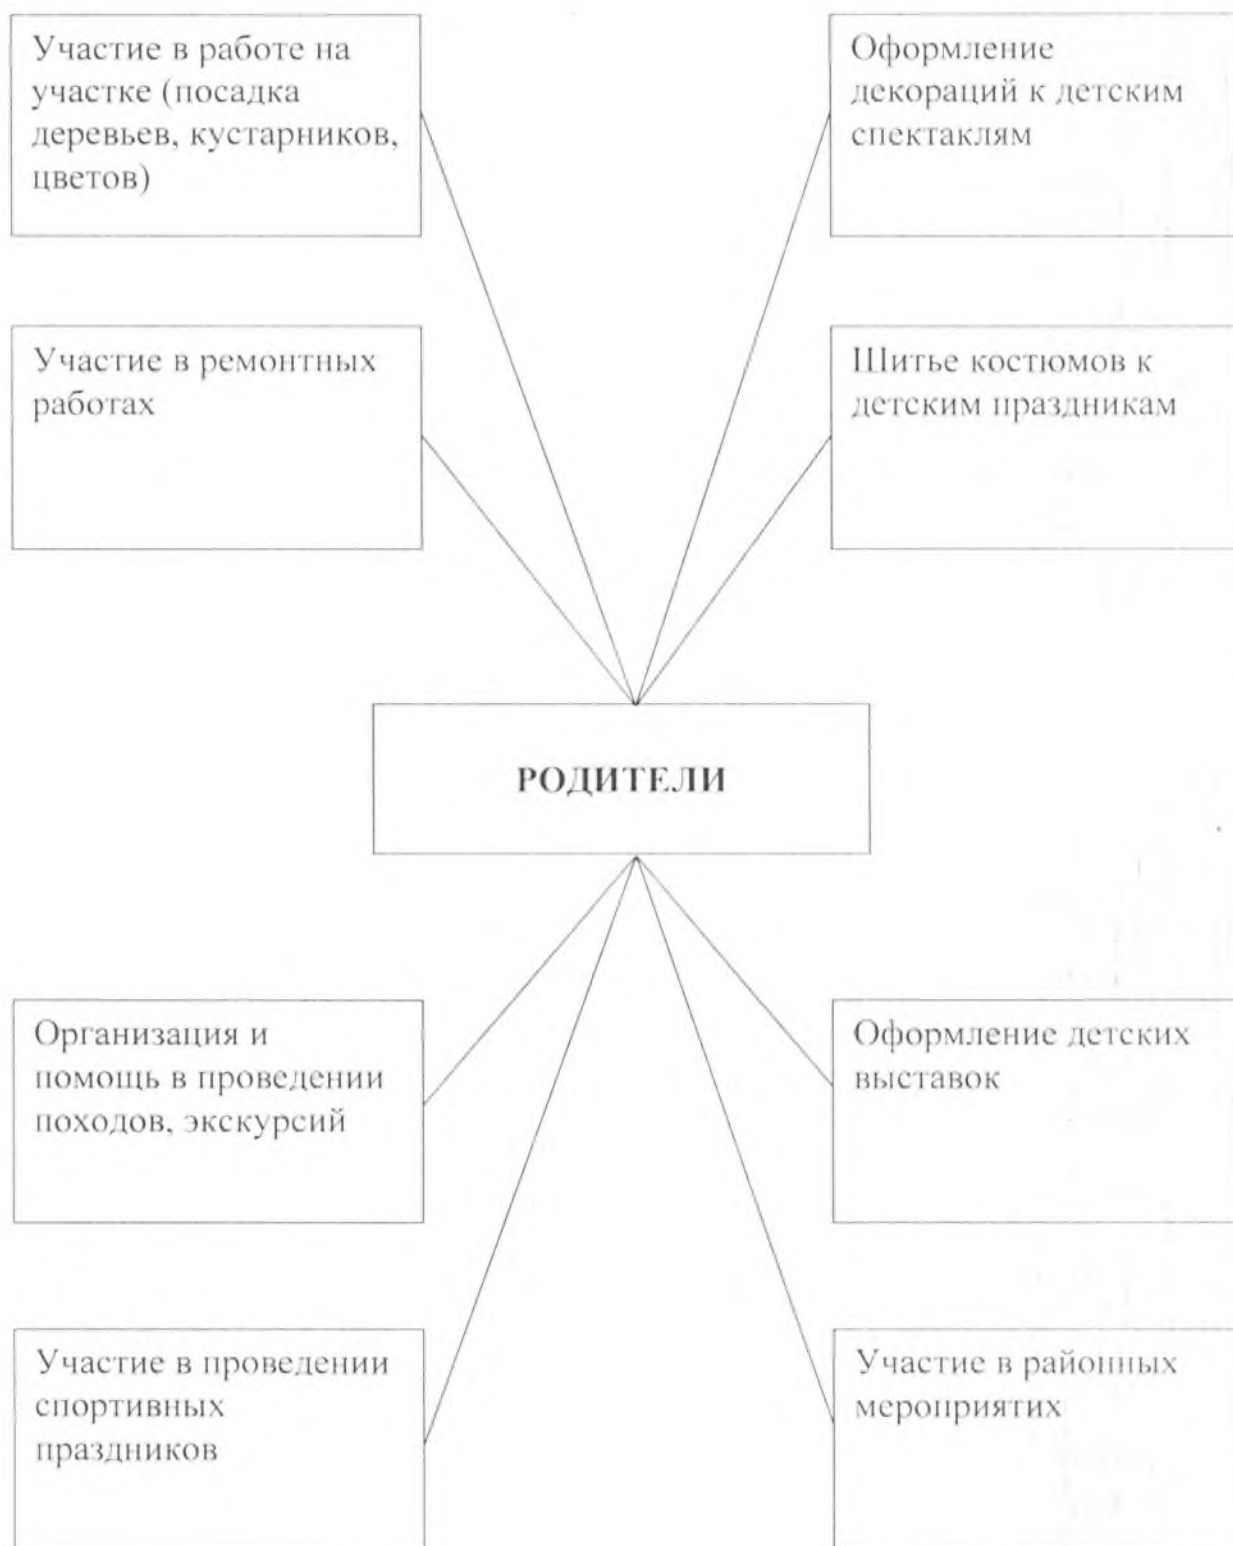 Участие в работе на
участке (посадка
деревьев, кустарников,
цветов)
Оформление
декораций к детским
спектаклям
Участие в ремонтных
работах
Шитье костюмов к
детским праздникам
РОДИТЕЛИ
Организация и
помощь в проведении
походов, экскурсий
Оформление детских
выставок
Участие в проведении
спортивных
праздников
Участие в районных
мероприятих